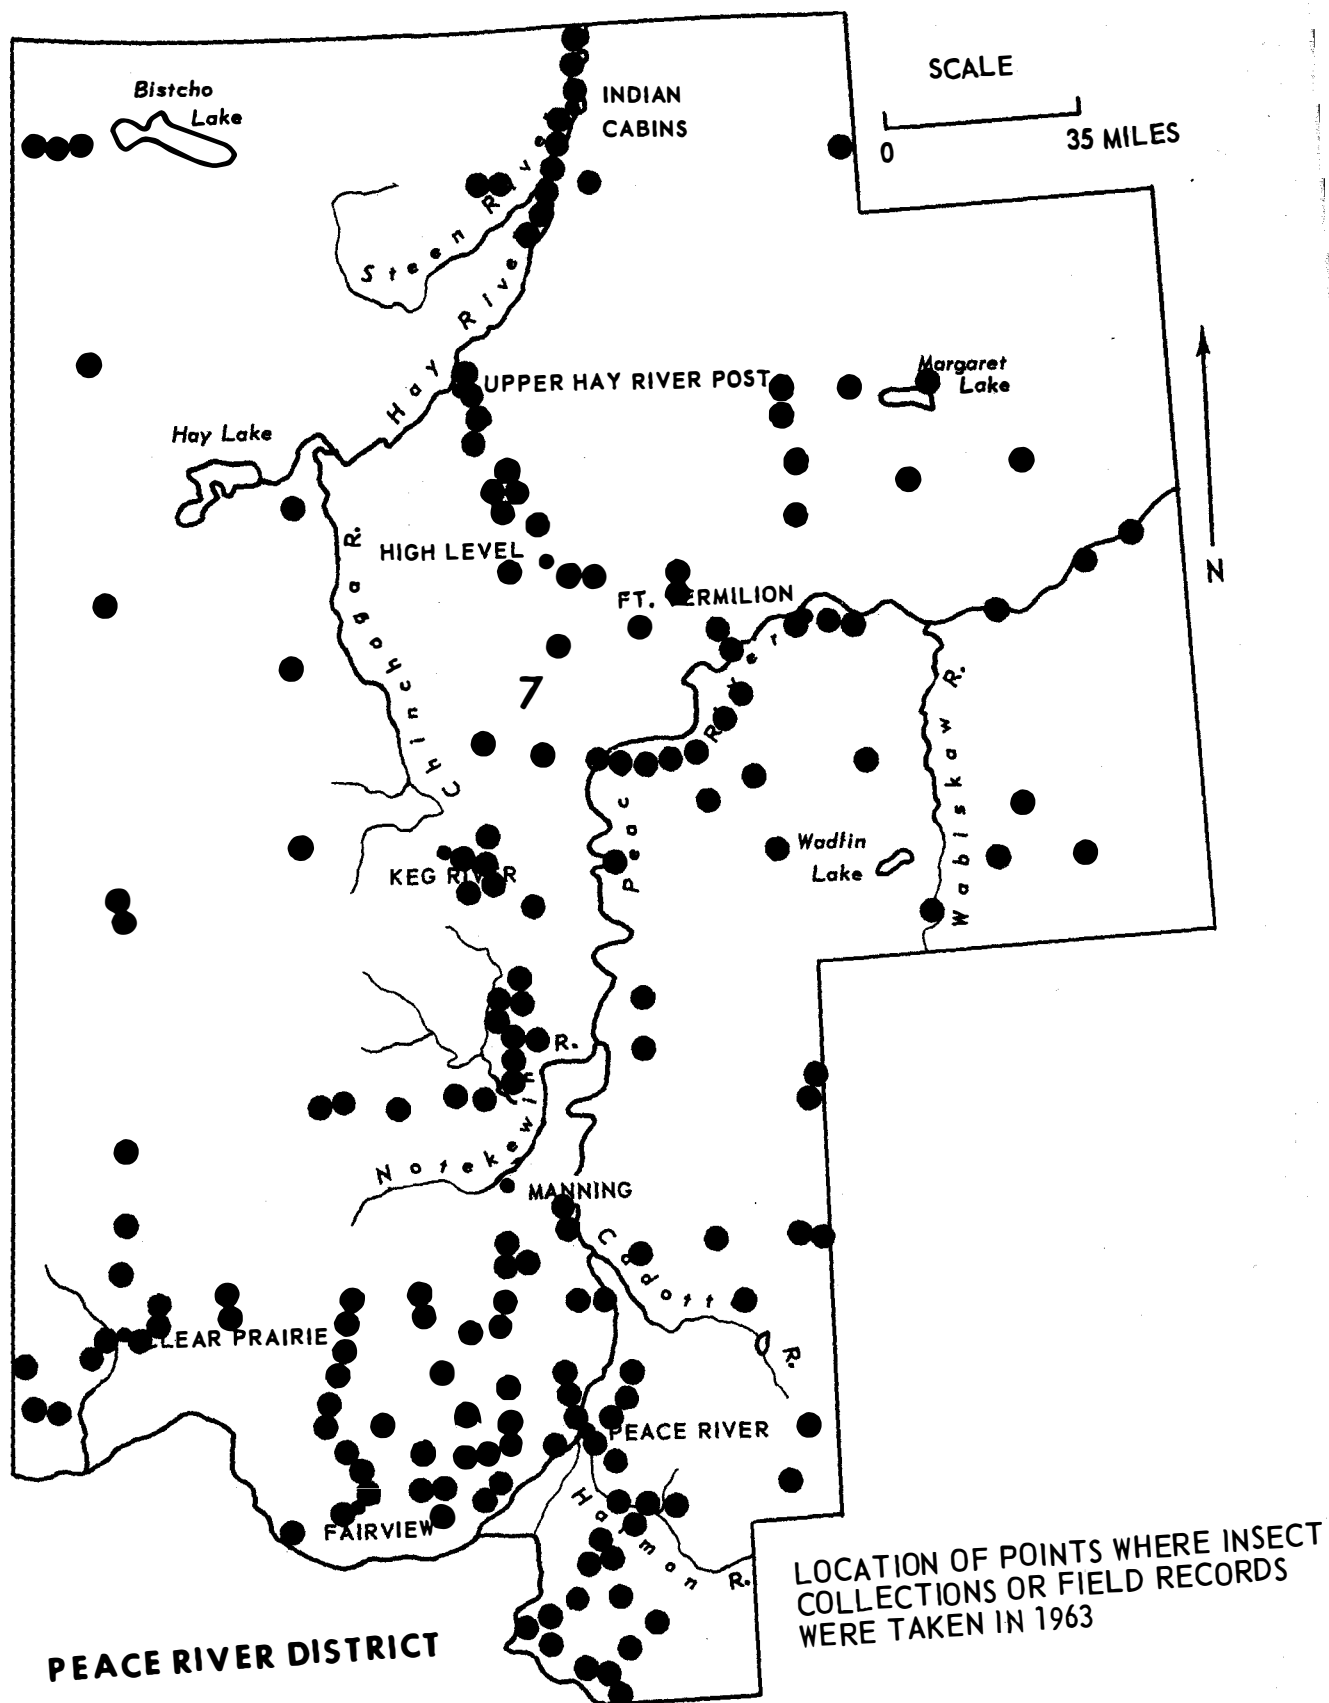 Bistcho
Lake
INDIAN
CABINS
SCALE
0
35 MILES
Steen River
Hay River
UPPER HAY RIVER POST
Margaret
Lake
Hay Lake
HIGH LEVEL
N
FT. VERMILION
Chinchaga R.
7
Peac River
Wabiskaw R.
Wadlin
Lake
KEG RIVER
Notekewin R.
MANNING
Cadott R.
CLEAR PRAIRIE
PEACE RIVER
FAIRVIEW
Harmon R.
LOCATION OF POINTS WHERE INSECT
COLLECTIONS OR FIELD RECORDS
WERE TAKEN IN 1963
PEACE RIVER DISTRICT